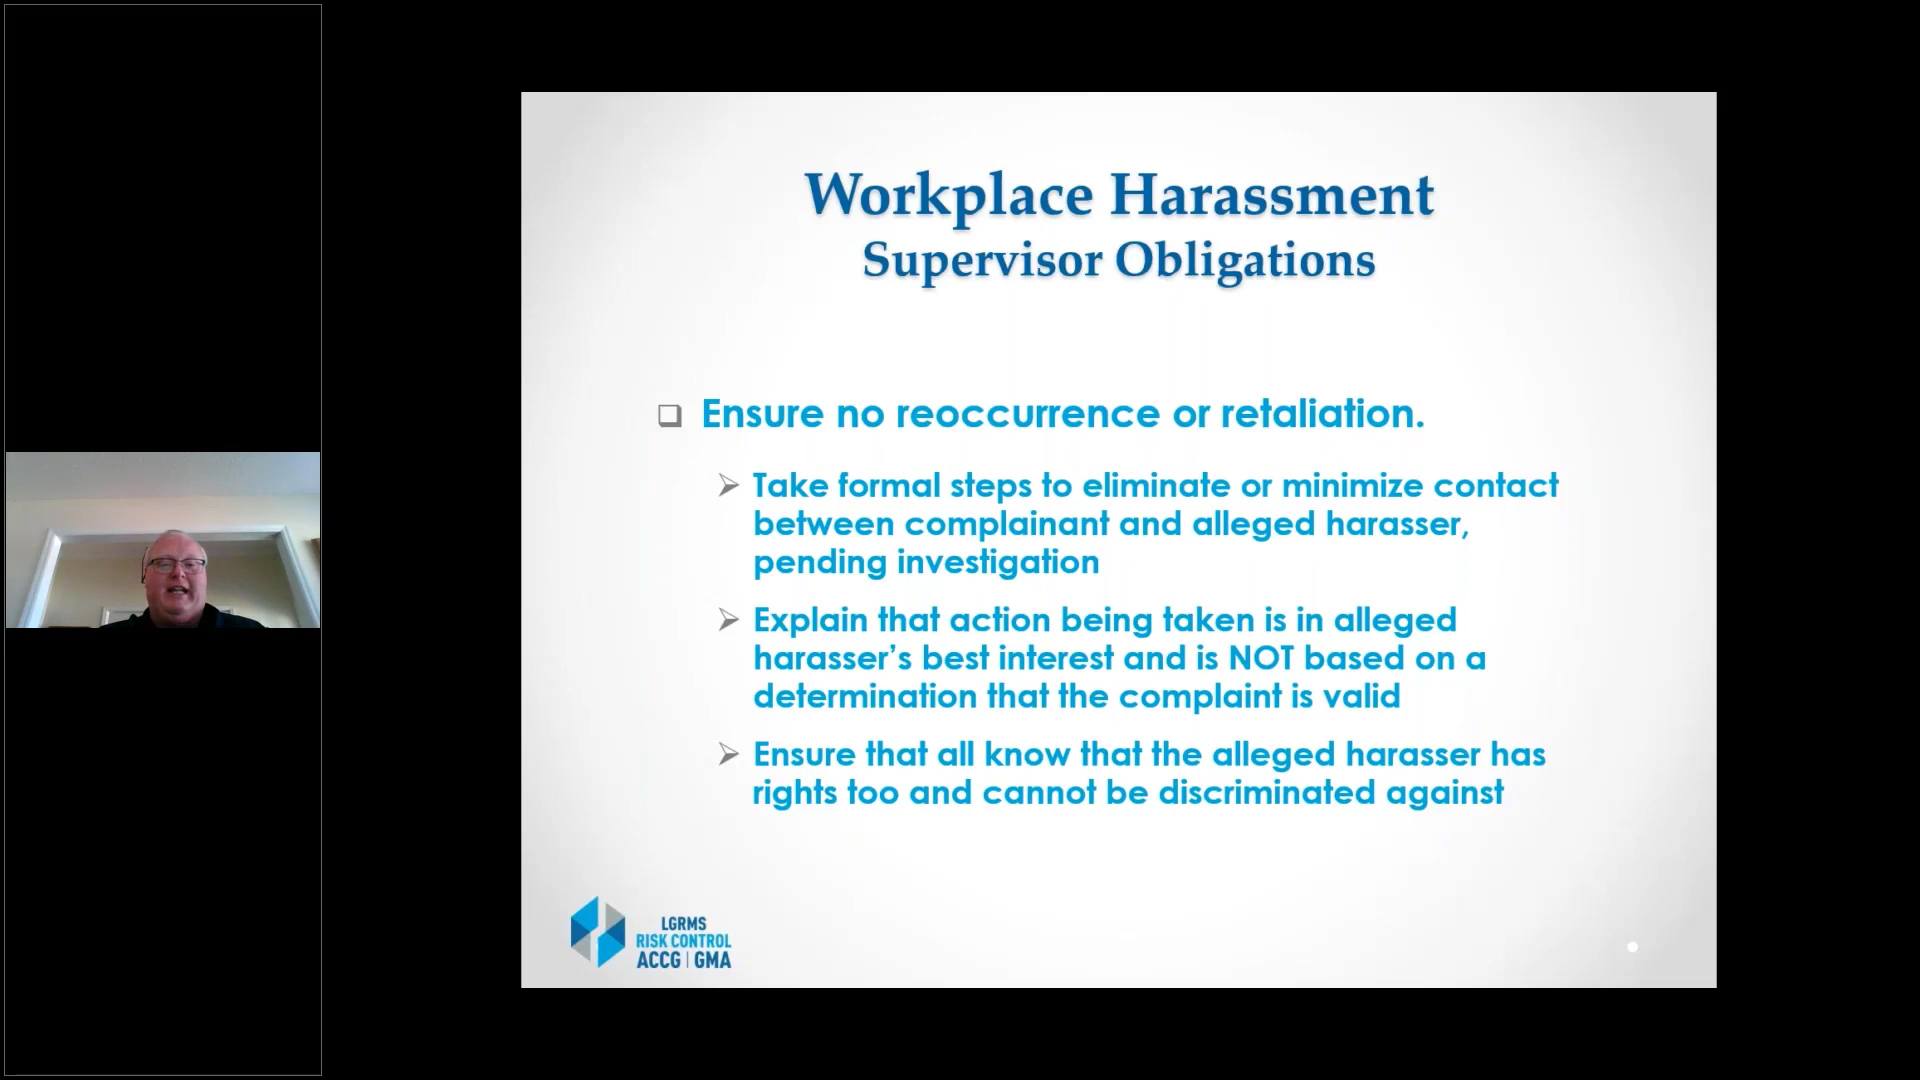 Workplace Harassment
Supervisor Obligations
Ensure no reoccurrence or retaliation.
Take formal steps to eliminate or minimize contact
between complainant and alleged harasser,
pending investigation
Explain that action being taken is in alleged
harasser’s best interest and is NOT based on a
determination that the complaint is valid
Ensure that all know that the alleged harasser has
rights too and cannot be discriminated against
LGRMS
RISK CONTROL
ACCG | GMA